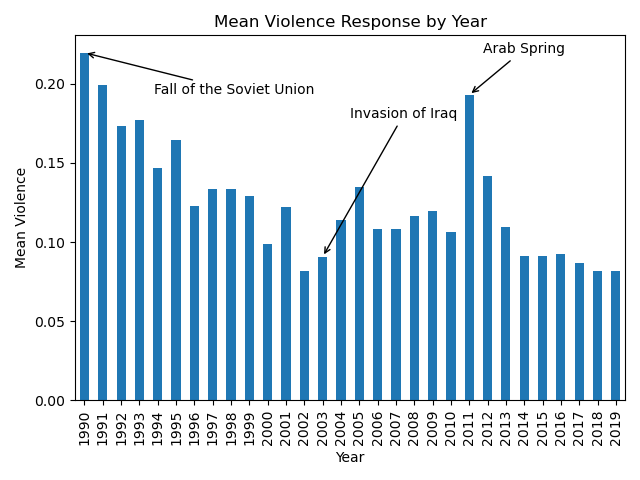 Mean Violence Response by Year
Arab Spring
Fall of the Soviet Union
Invasion of Iraq
Mean Violence
0.20
0.15
0.10
0.05
0.00
1990 1991 1992 1993 1994 1995 1996 1997 1998 1999 2000 2001 2002 2003 2004 2005 2006 2007 2008 2009 2010 2011 2012 2013 2014 2015 2016 2017 2018 2019
Year